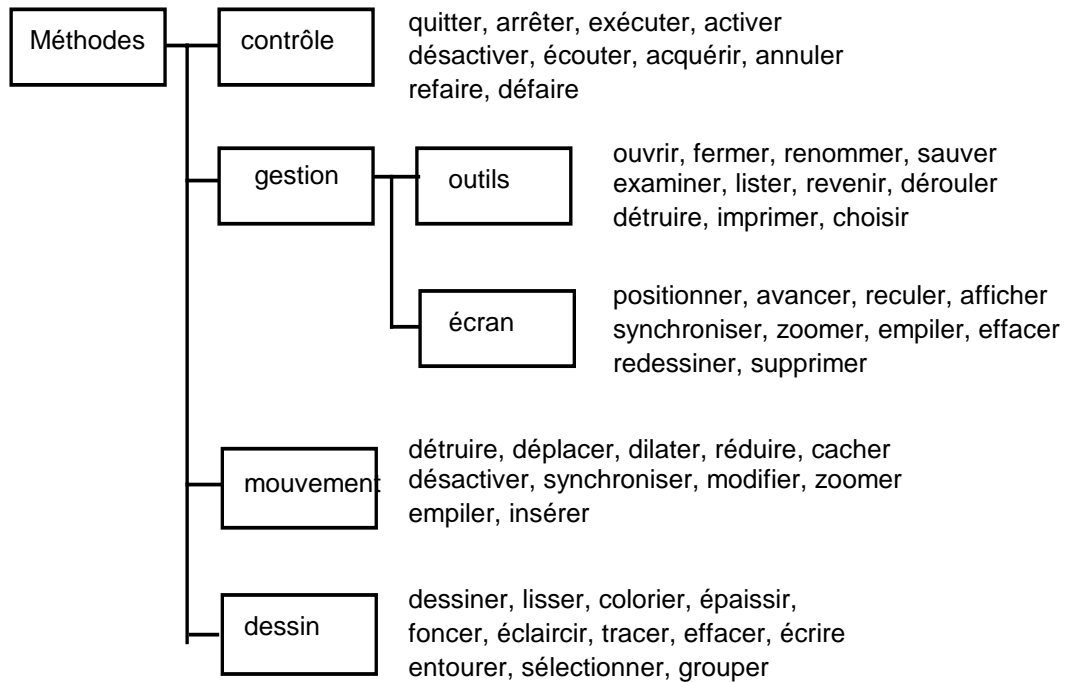 Méthodes
contrôle
quitter, arrêter, exécuter, activer
désactiver, écouter, acquérir, annuler
refaire, défaire
gestion
outils
ouvrir, fermer, renommer, sauver
examiner, lister, revenir, dérouler
détruire, imprimer, choisir
écran
positionner, avancer, reculer, afficher
synchroniser, zoomer, empiler, effacer
redessiner, supprimer
mouvement
détruire, déplacer, dilater, réduire, cacher
désactiver, synchroniser, modifier, zoomer
empiler, insérer
dessin
dessiner, lisser, colorier, épaissir,
foncer, éclaircir, tracer, effacer, écrire
entourer, sélectionner, grouper